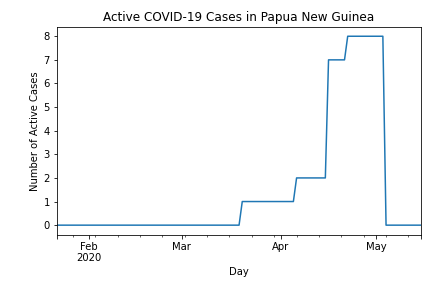 Active COVID-19 Cases in Papua New Guinea
8
7
6
5
4
3
2
1
0
Number of Active Cases
Feb
2020
Mar
Apr
May
Day